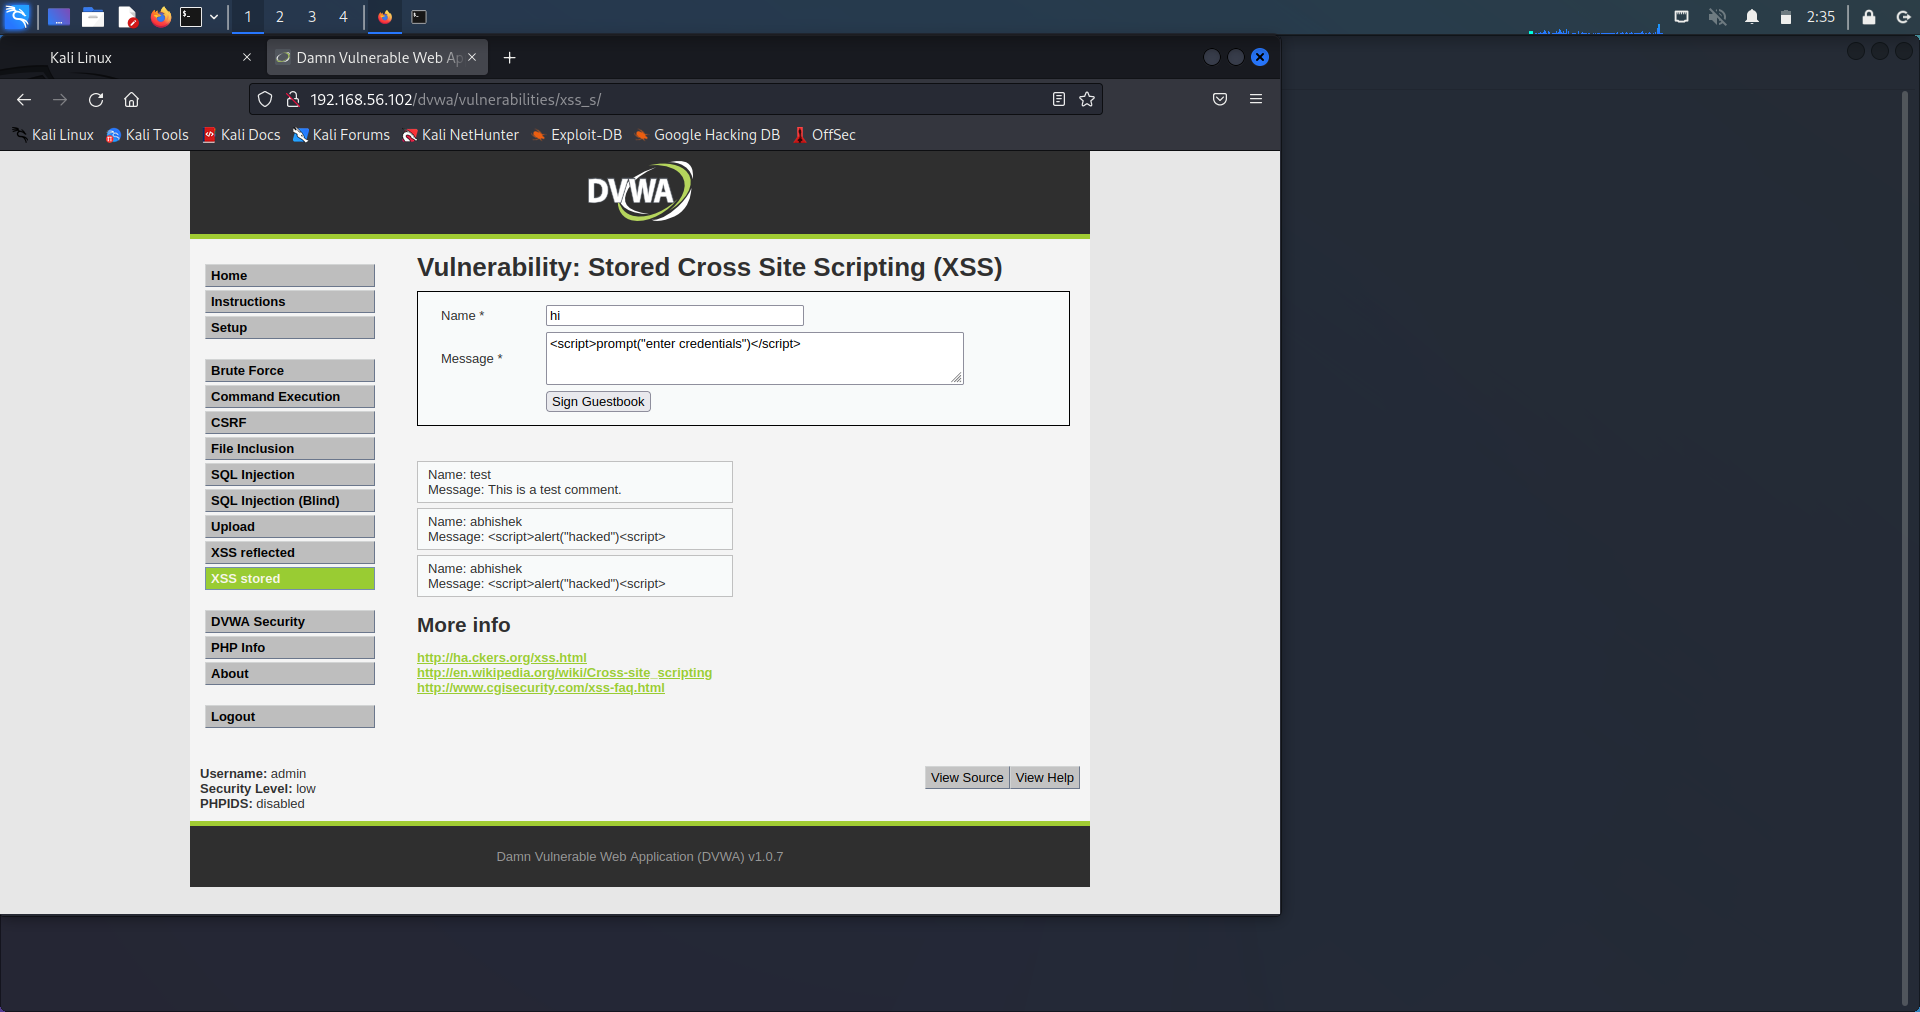 1 2 3 4 2:35
Kali Linux
Damn Vulnerable Web Ap
192.168.56.102/dvwa/vulnerabilities/xss_s/
Kali Linux Kali Tools Kali Docs Kali Forums Kali NetHunter Exploit-DB Google Hacking DB OffSec
DVWA
Home
Instructions
Setup
Brute Force
Command Execution
CSRF
File Inclusion
SQL Injection
SQL Injection (Blind)
Upload
XSS reflected
XSS stored
DVWA Security
PHP Info
About
Logout
Vulnerability: Stored Cross Site Scripting (XSS)
Name * hi
Message * <script>prompt("enter credentials")</script>
Sign Guestbook
Name: test
Message: This is a test comment.
Name: abhishek
Message: <script>alert("hacked")<script>
Name: abhishek
Message: <script>alert("hacked")<script>
More info
http://ha.ckers.org/xss.html
http://en.wikipedia.org/wiki/Cross-site_scripting
http://www.cgisecurity.com/xss-faq.html
Username: admin
Security Level: low
PHPIDS: disabled
View Source View Help
Damn Vulnerable Web Application (DVWA) v1.0.7